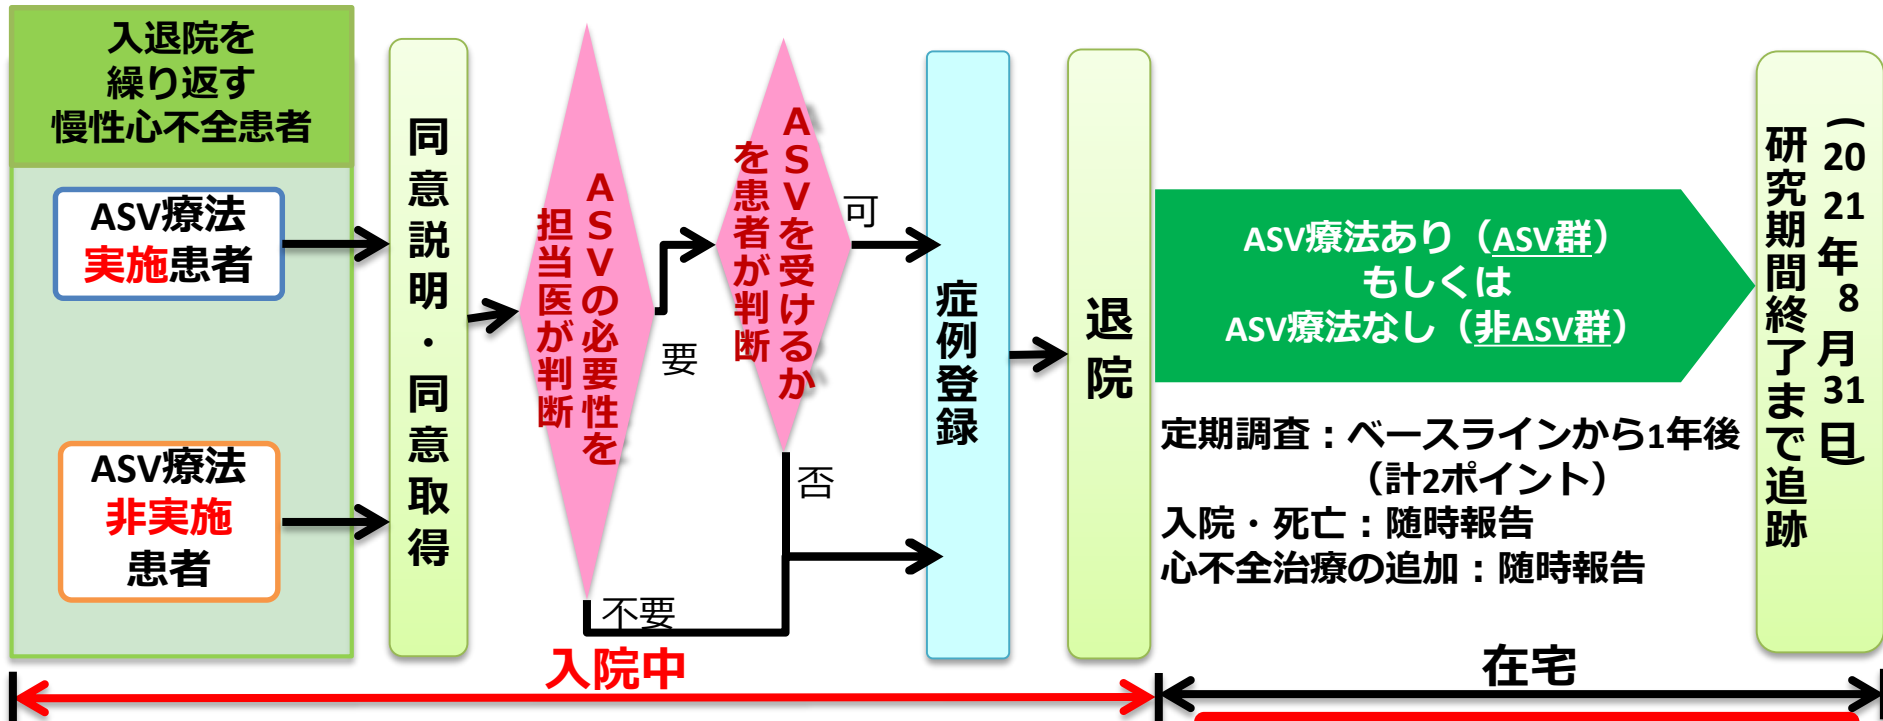 入退院を
繰り返す
慢性心不全患者
ASV療法
実施患者
ASV療法
非実施
患者
同意説明・同意取得
ASVの必要性を
担当医が判断
要
不要
ASVを受けるか
を患者が判断
可
否
症例登録
退院
ASV療法あり（ASV群）
もしくは
ASV療法なし（非ASV群）
定期調査：ベースラインから1年後
（計2ポイント）
入院・死亡：随時報告
心不全治療の追加：随時報告
（2021年8月31日）
研究期間終了まで追跡
入院中
在宅